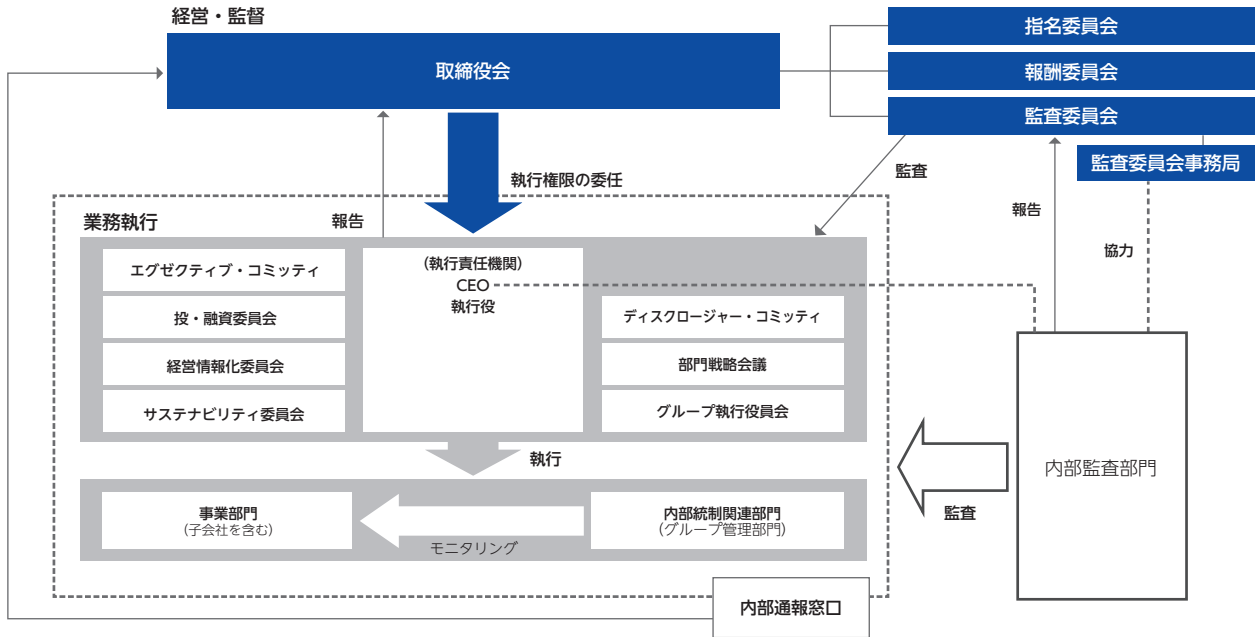 経営・監督
取締役会
指名委員会
報酬委員会
監査委員会
監査委員会事務局
執行権限の委任
監査
報告
協力
業務執行
報告
エグゼクティブ・コミッティ
投・融資委員会
経営情報化委員会
サステナビリティ委員会
(執行責任機関)
CEO
執行役
ディスクロージャー・コミッティ
部門戦略会議
グループ執行役員会
執行
内部監査部門
監査
事業部門
(子会社を含む)
モニタリング
内部統制関連部門
(グループ管理部門)
内部通報窓口